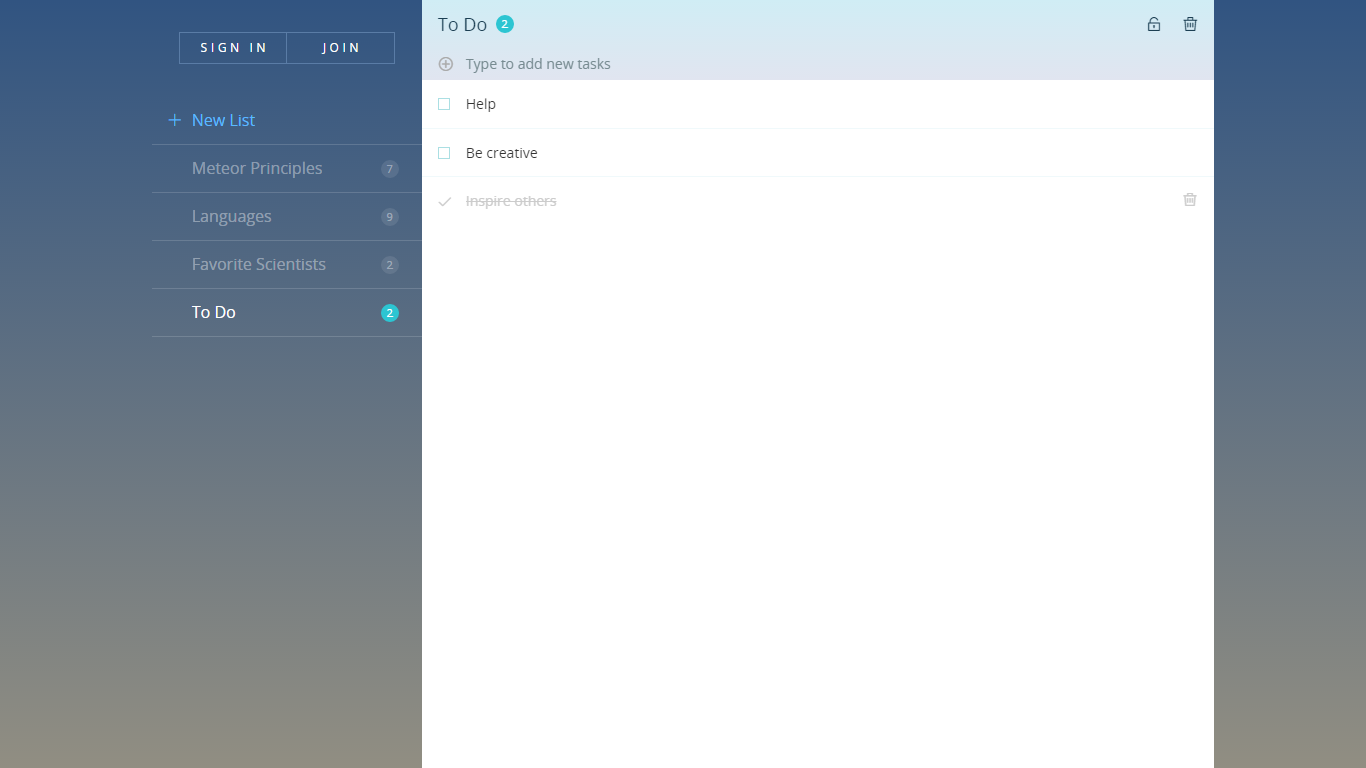 SIGN IN
JOIN
New List
Meteor Principles 7
Languages 9
Favorite Scientists 2
To Do 2
To Do 2
Type to add new tasks
Help
Be creative
Inspire others